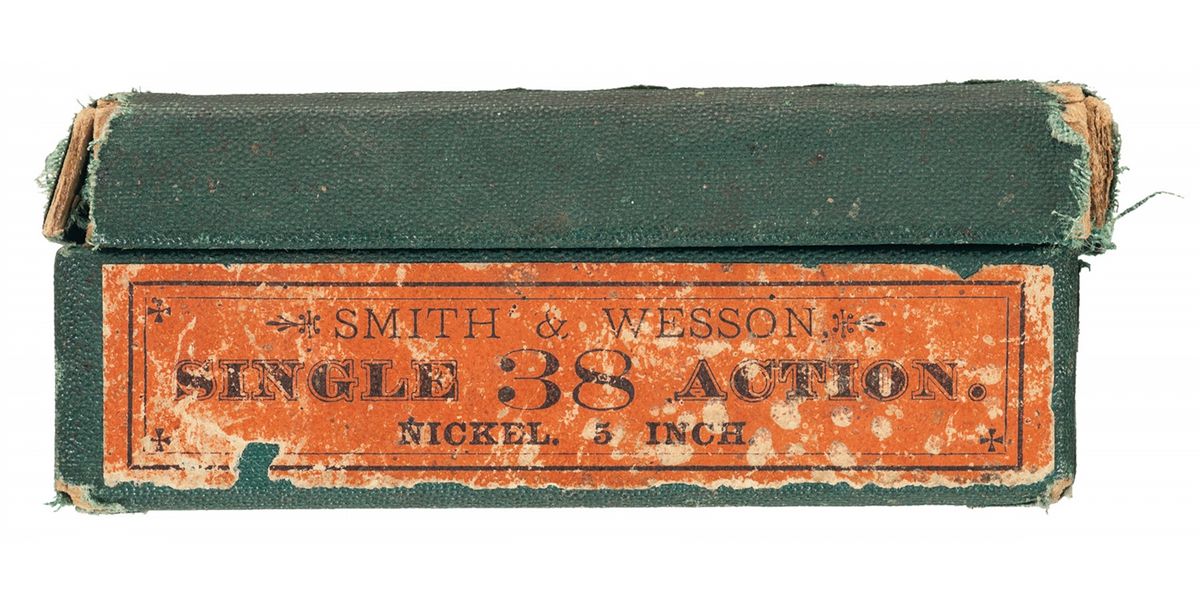 SMITH & WESSON,
SINGLE 38 ACTION.
NICKEL. 5 INCH.